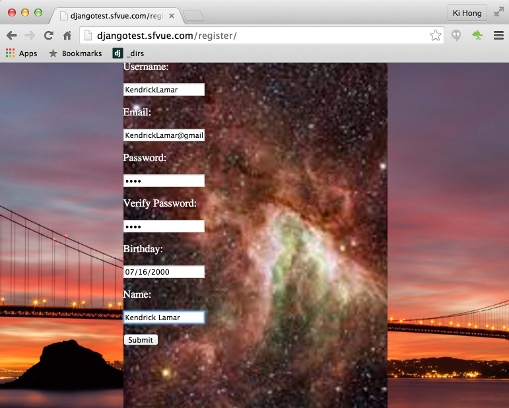 djangotest.sfvue.com/regi
Ki Hong
djangotest.sfvue.com/register/
Apps
Bookmarks
dj
_dirs
Username:
KendrickLamar
Email:
KendrickLamar@gmail
Password:
••••
Verify Password:
••••
Birthday:
07/16/2000
Name:
Kendrick Lamar
Submit